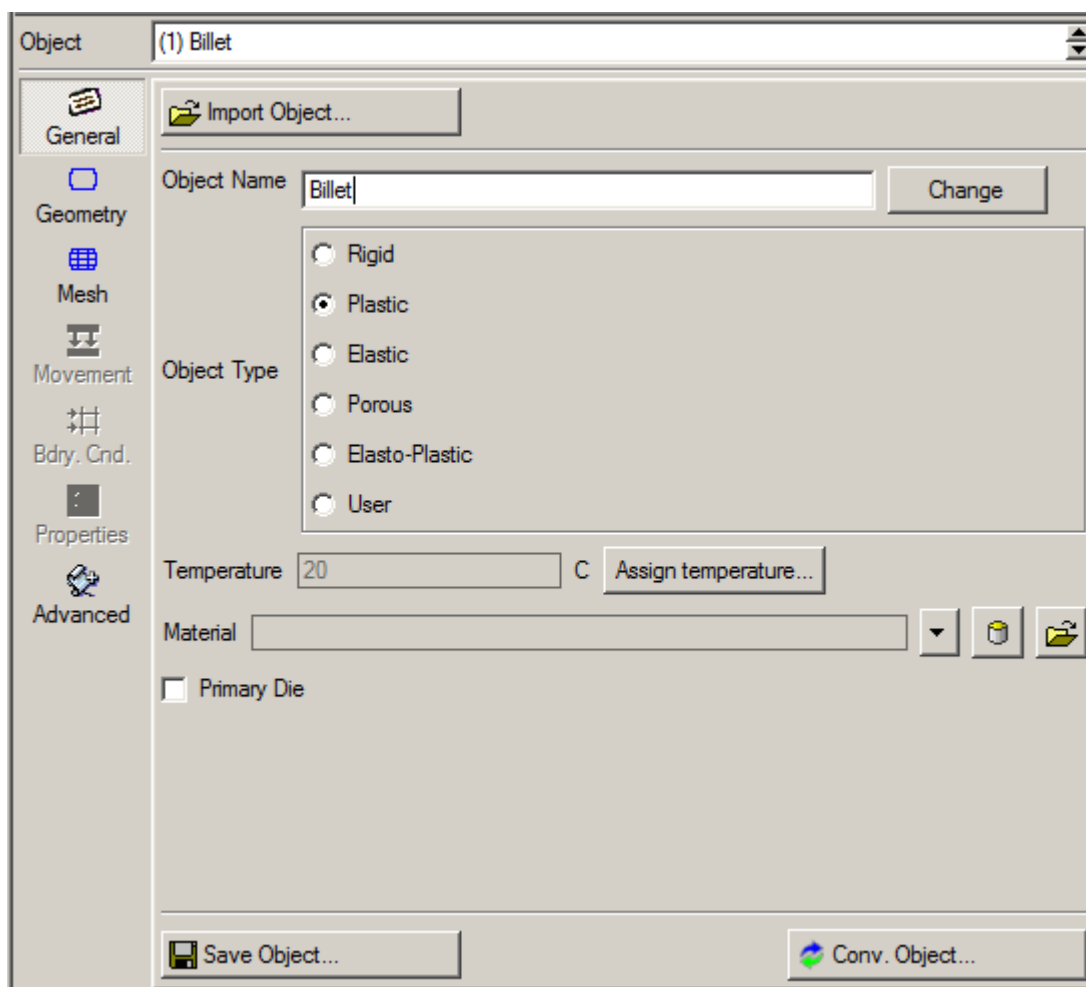 Object (1) Billet
General
Geometry
Mesh
Movement
Bdry. Cnd.
Properties
Advanced
Import Object...
Object Name Billet Change
Object Type
Rigid
Plastic
Elastic
Porous
Elasto-Plastic
User
Temperature 20 C Assign temperature...
Material
Primary Die
Save Object... Conv. Object...